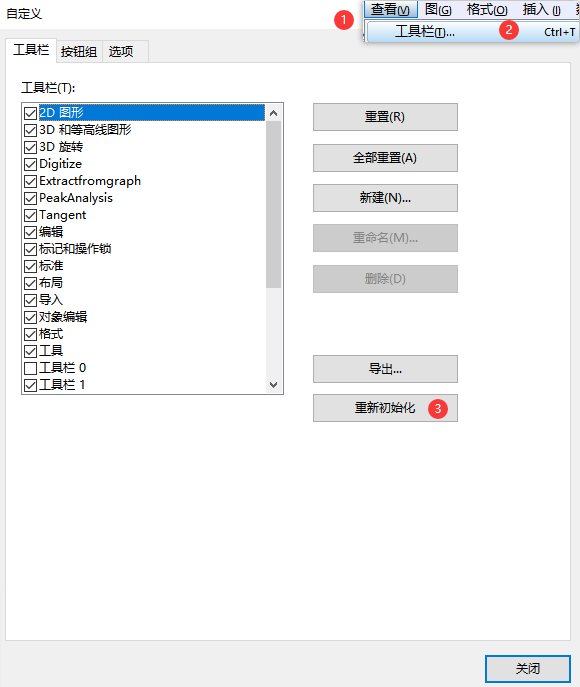 自定义
1
查看(V) 图(G) 格式(O) 插入(I)
工具栏(T)... 2 Ctrl+T
工具栏 按钮组 选项
工具栏(T):
2D 图形
3D 和等高线图形
3D 旋转
Digitize
Extractfromgraph
PeakAnalysis
Tangent
编辑
标记和操作锁
标准
布局
导入
对象编辑
格式
工具
工具栏 0
工具栏 1
重置(R)
全部重置(A)
新建(N)...
重命名(M)...
删除(D)
导出...
重新初始化 3
关闭